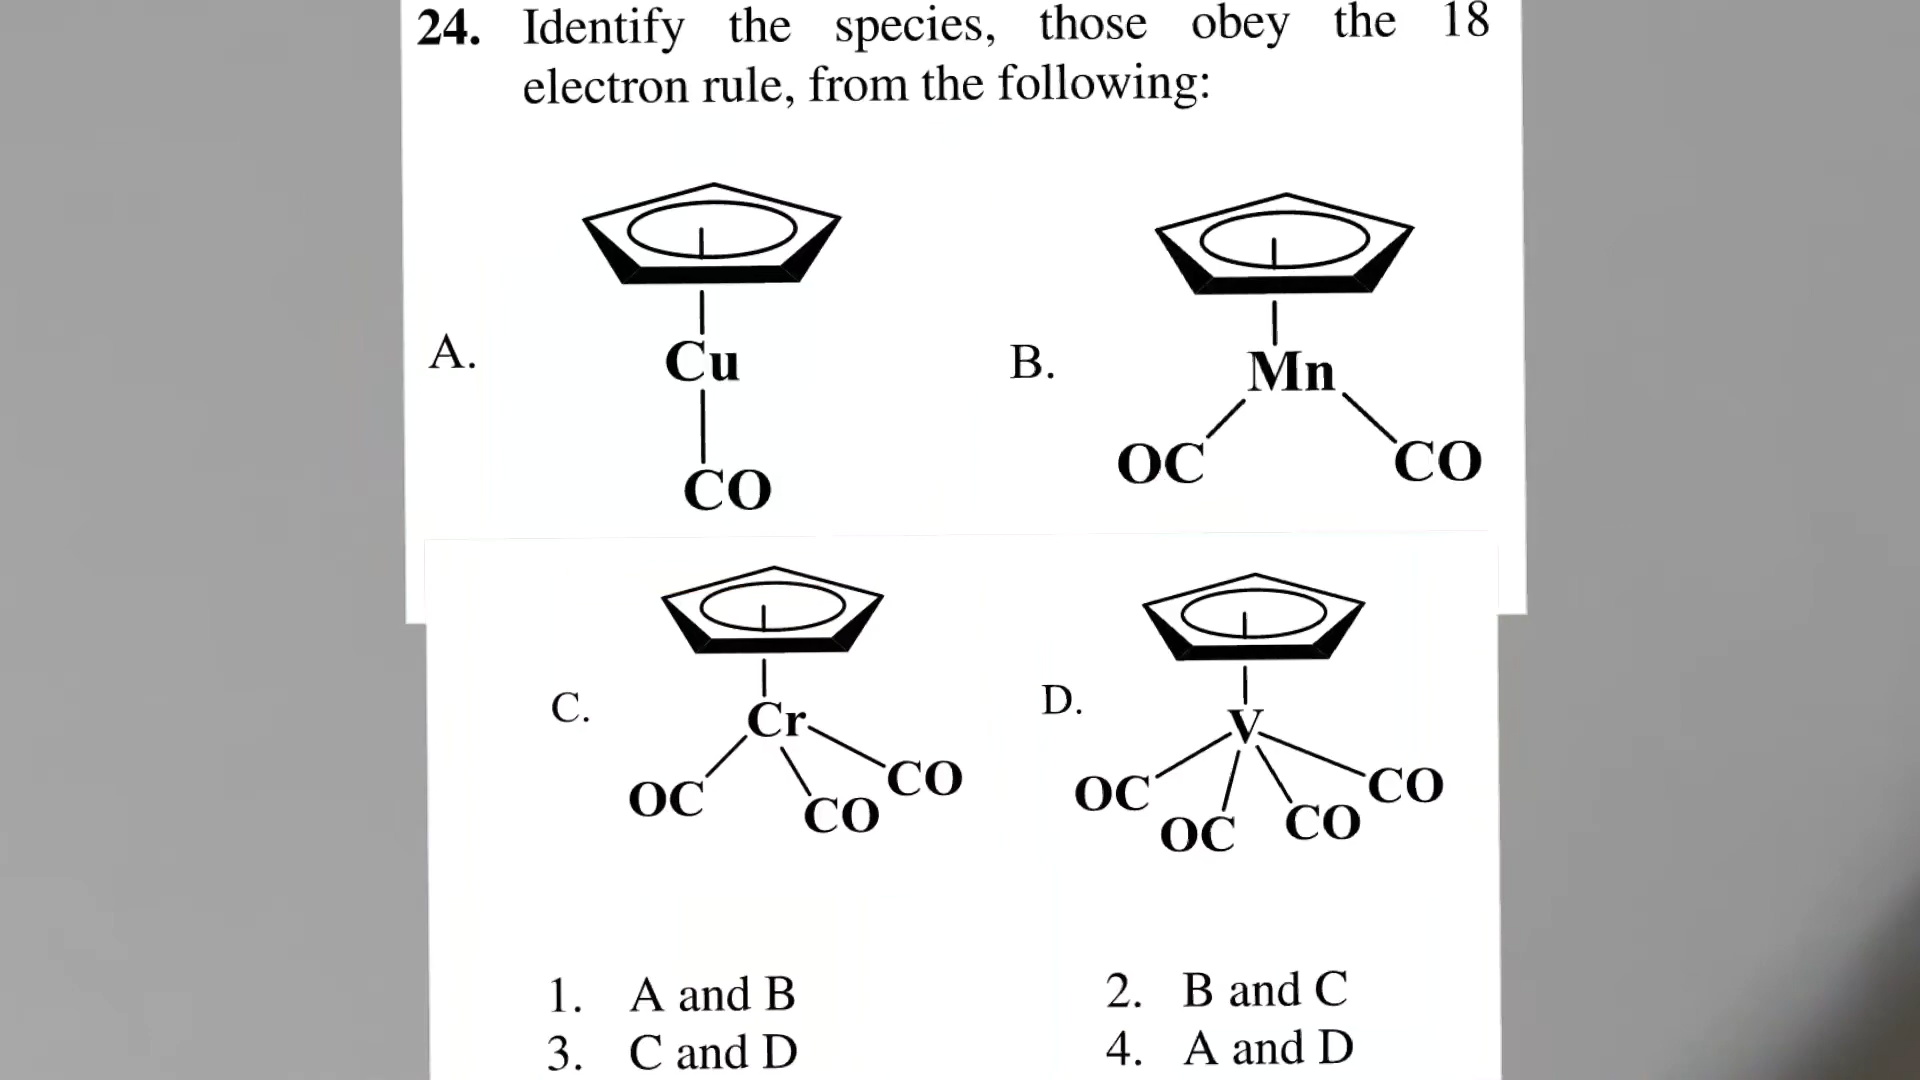 24. Identify the species, those obey the 18
electron rule, from the following:
A.
Cu
CO
B.
Mn
OC
CO
C.
Cr
OC
CO
CO
D.
V
OC
OC
CO
CO
1. A and B
2. B and C
3. C and D
4. A and D